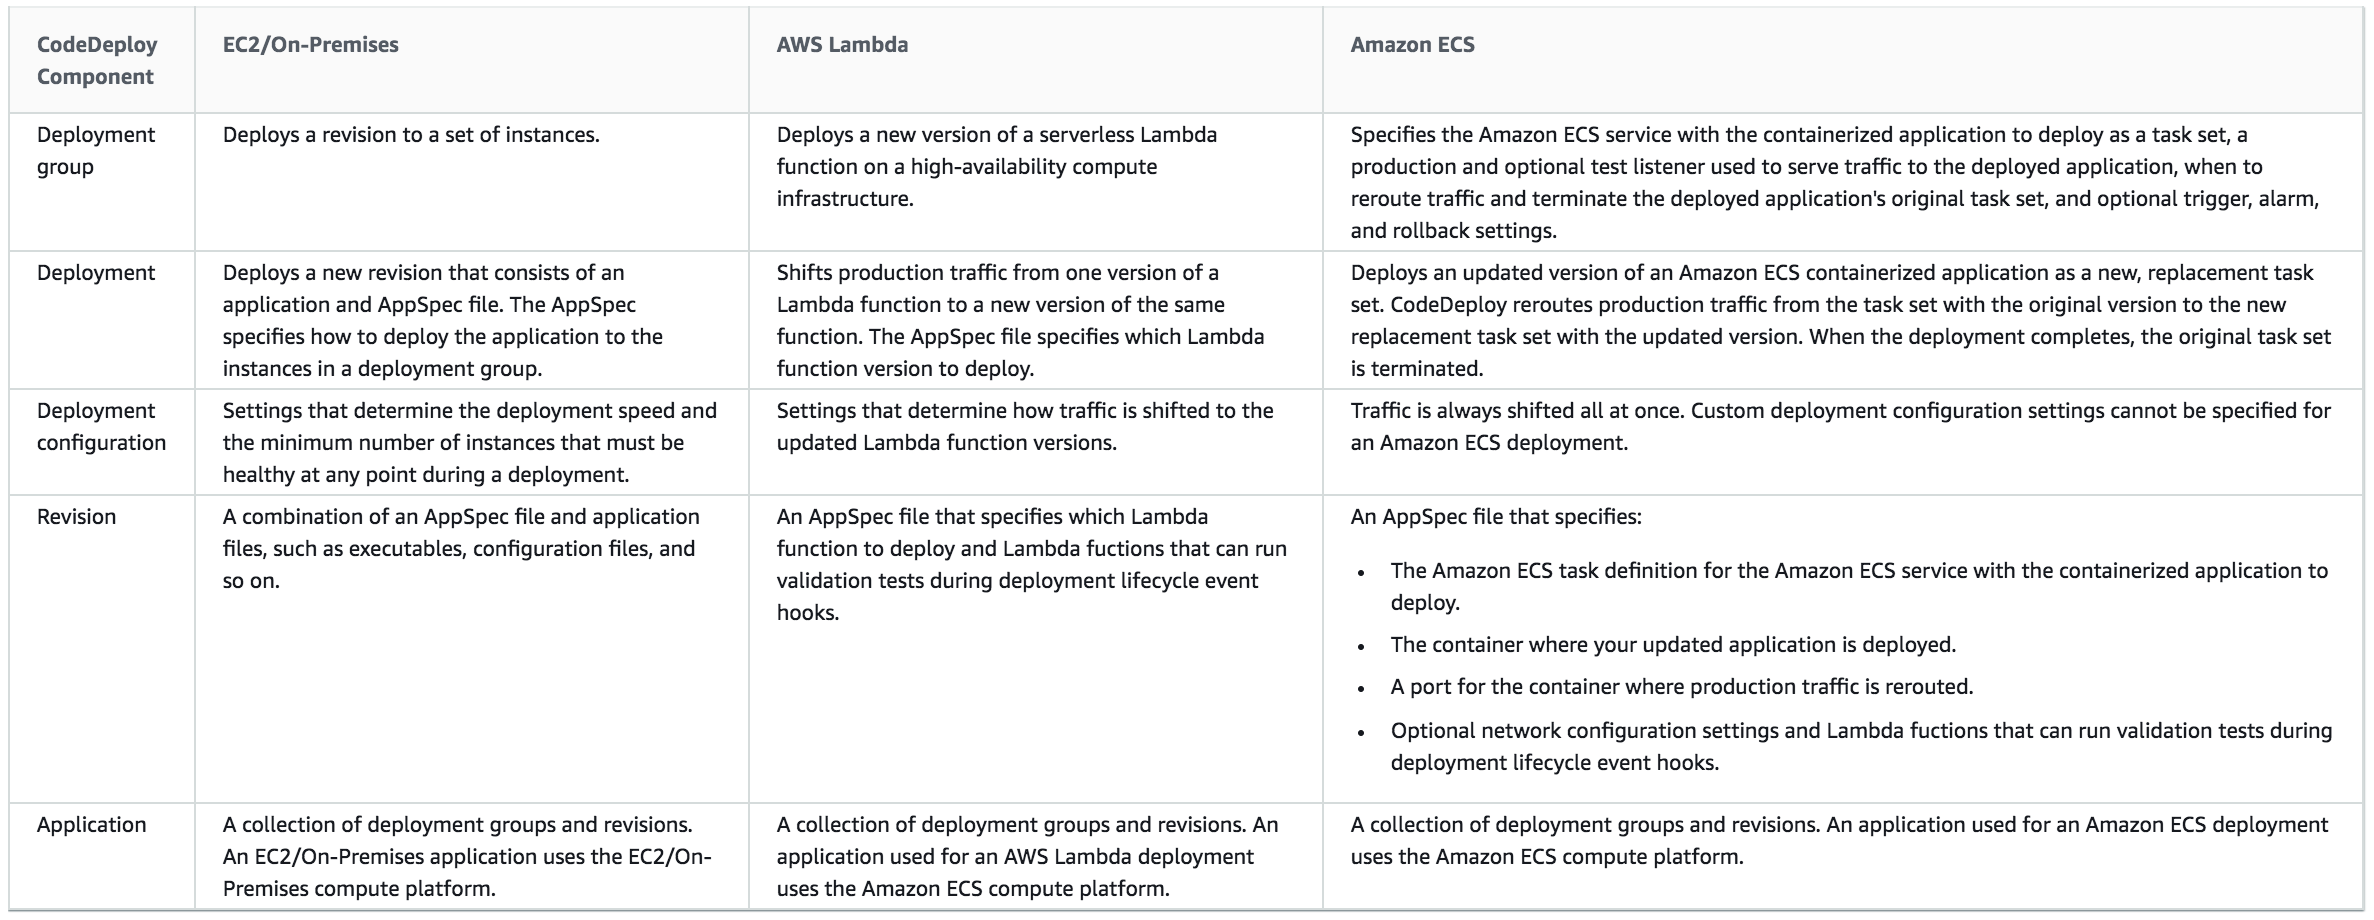 CodeDeploy
Component
EC2/On-Premises
AWS Lambda
Amazon ECS
Deployment
group
Deploys a revision to a set of instances.
Deploys a new version of a serverless Lambda
function on a high-availability compute
infrastructure.
Specifies the Amazon ECS service with the containerized application to deploy as a task set, a
production and optional test listener used to serve traffic to the deployed application, when to
reroute traffic and terminate the deployed application's original task set, and optional trigger, alarm,
and rollback settings.
Deployment
Deploys a new revision that consists of an
application and AppSpec file. The AppSpec
specifies how to deploy the application to the
instances in a deployment group.
Shifts production traffic from one version of a
Lambda function to a new version of the same
function. The AppSpec file specifies which Lambda
function version to deploy.
Deploys an updated version of an Amazon ECS containerized application as a new, replacement task
set. CodeDeploy reroutes production traffic from the task set with the original version to the new
replacement task set with the updated version. When the deployment completes, the original task set
is terminated.
Deployment
configuration
Settings that determine the deployment speed and
the minimum number of instances that must be
healthy at any point during a deployment.
Settings that determine how traffic is shifted to the
updated Lambda function versions.
Traffic is always shifted all at once. Custom deployment configuration settings cannot be specified for
an Amazon ECS deployment.
Revision
A combination of an AppSpec file and application
files, such as executables, configuration files, and
so on.
An AppSpec file that specifies which Lambda
function to deploy and Lambda fuctions that can run
validation tests during deployment lifecycle event
hooks.
An AppSpec file that specifies:
• The Amazon ECS task definition for the Amazon ECS service with the containerized application to
deploy.
• The container where your updated application is deployed.
• A port for the container where production traffic is rerouted.
• Optional network configuration settings and Lambda fuctions that can run validation tests during
deployment lifecycle event hooks.
Application
A collection of deployment groups and revisions.
An EC2/On-Premises application uses the EC2/On-
Premises compute platform.
A collection of deployment groups and revisions. An
application used for an AWS Lambda deployment
uses the Amazon ECS compute platform.
A collection of deployment groups and revisions. An application used for an Amazon ECS deployment
uses the Amazon ECS compute platform.